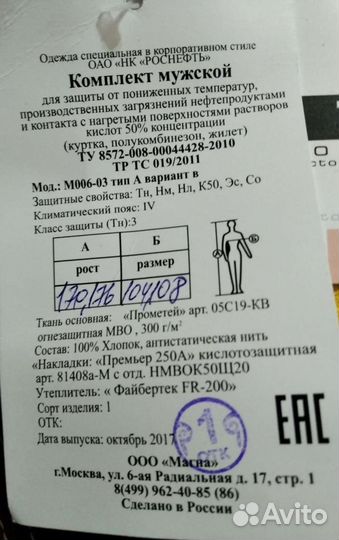 Одежда специальная в корпоративном стиле
ОАО «НК «РОСНЕФТЬ»
Комплект мужской
для защиты от пониженных температур,
производственных загрязнений нефтепродуктами
и контакта с нагретыми поверхностями растворов
кислот 50% концентрации
(куртка, полукомбинезон, жилет)
ТУ 8572-008-00044428-2010
ТР ТС 019/2011
Мод.: М006-03 тип А вариант в
Защитные свойства: Тн, Нм, Нл, К50, Эс, Со
Климатический пояс: IV
Класс защиты (Тн):3
А Б
рост размер
170,176 104,108
А
Б
Ткань основная: «Прометей» арт. 05С19-КВ
огнезащитная МВО , 300 г/м²
Состав: 100% Хлопок, антистатическая нить
«Накладки: «Премьер 250А» кислотозащитная
арт. 81408а-М с отд. НМВОК50ЩЗ20
Утеплитель: « Файбертек FR-200»
Сорт изделия: 1
ОТК:
Дата выпуска: октябрь 2017
1
ОТК
ООО «Магна»
г.Москва, ул. 6-ая Радиальная д. 17, стр. 1
8(499) 962-40-85 (86)
Сделано в России
ЕАС
Avito